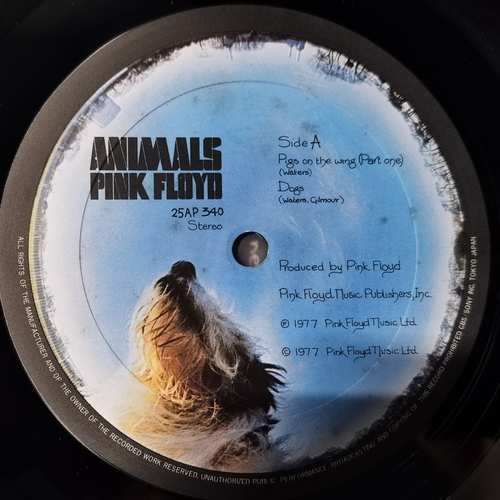 ANIMALS
PINK FLOYD
25AP 340
Stereo
Side A
Pigs on the wing (Part one)
(Waters)
Dogs
(Waters, Gilmour)
Produced by Pink Floyd
Pink Floyd Music Publishers, Inc.
℗ 1977 Pink Floyd Music Ltd.
© 1977 Pink Floyd Music Ltd.
ALL RIGHTS OF THE MANUFACTURER AND OF THE OWNER OF THE RECORDED WORK RESERVED. UNAUTHORIZED PUBLIC PERFORMANCE BROADCASTING AND COPYING OF THIS RECORD PROHIBITED CBS/SONY INC. TOKYO JAPAN